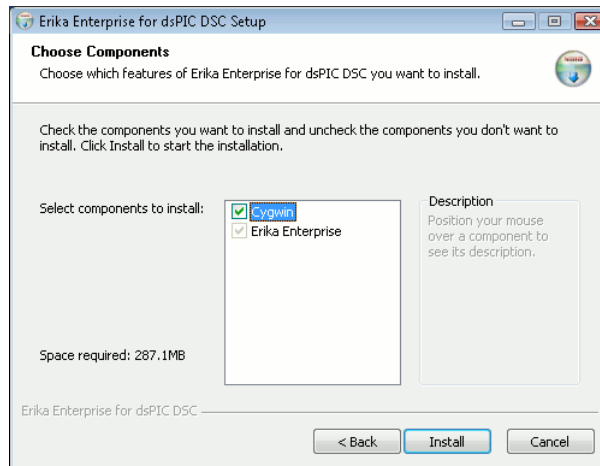 Erika Enterprise for dsPIC DSC Setup
Choose Components
Choose which features of Erika Enterprise for dsPIC DSC you want to install.
Check the components you want to install and uncheck the components you don't want to
install. Click Install to start the installation.
Select components to install:
Cygwin
Erika Enterprise
Description
Position your mouse
over a component to
see its description.
Space required: 287.1MB
Erika Enterprise for dsPIC DSC
< Back
Install
Cancel